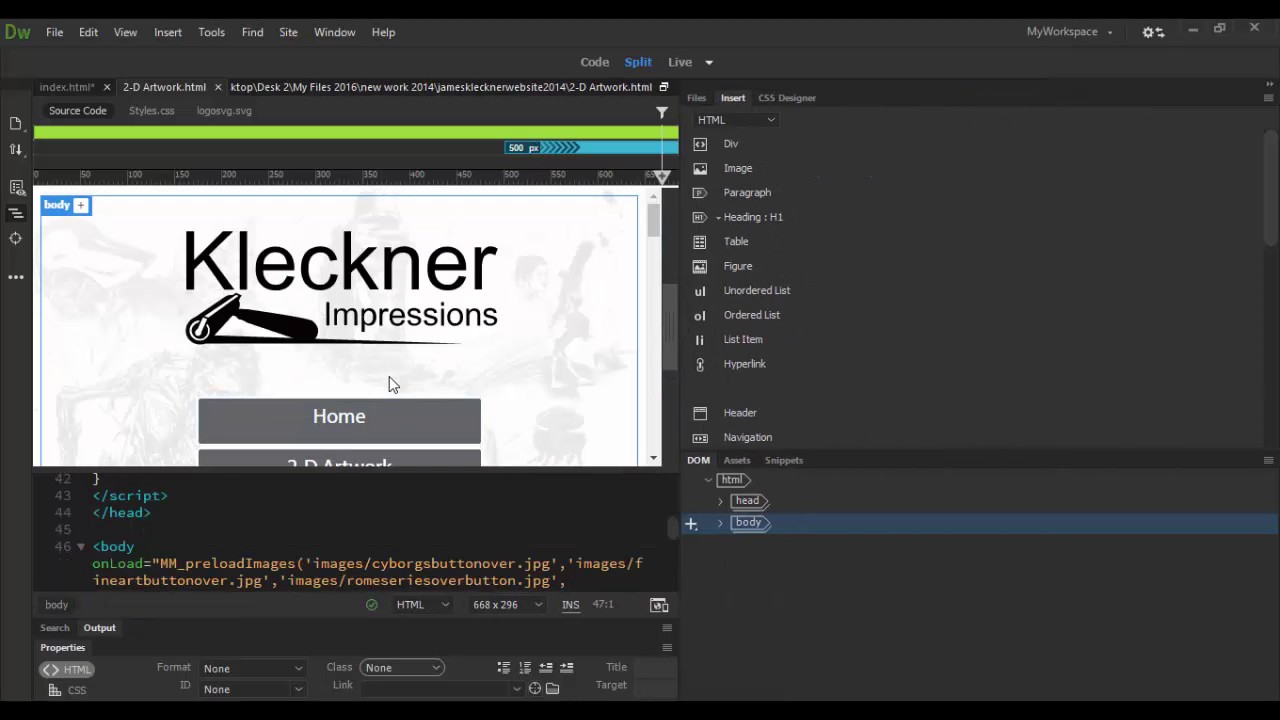 Dw File Edit View Insert Tools Find Site Window Help MyWorkspace
Code Split Live
index.html* 2-D Artwork.html ktop\Desk 2\My Files 2016\new work 2014\jamesklecknerwebsite2014\2-D Artwork.html
Source Code Styles.css logosvg.svg
500 px
0 50 100 150 200 250 300 350 400 450 500 550 600
body +
Kleckner
Impressions
Home
2-D Artwork
42 }
43 </script>
44 </head>
45
46 <body
onLoad="MM_preloadImages('images/cyborgsbuttonover.jpg','images/f
ineartbuttonover.jpg','images/romeseriesoverbutton.jpg',
body HTML 668 x 296 INS 47:1
Search Output
Properties
HTML Format None Class None Title
CSS ID None Link Target
Files Insert CSS Designer
HTML
Div
Image
P Paragraph
H1 Heading : H1
Table
Figure
ul Unordered List
ol Ordered List
li List Item
Hyperlink
Header
Navigation
DOM Assets Snippets
html
head
body